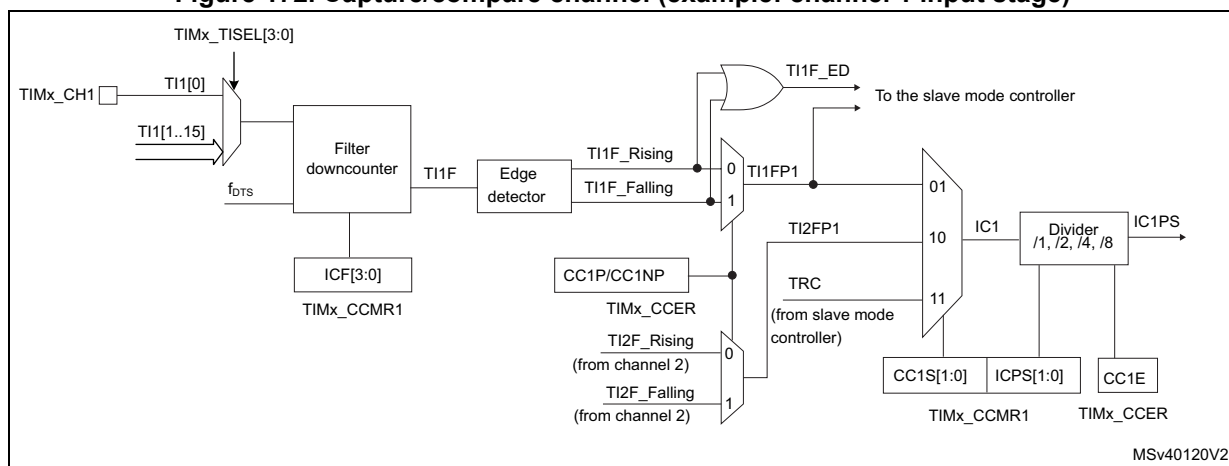 Figure 172. Capture/compare channel (example: channel 1 input stage)
TIMx_TISEL[3:0]
TIMx_CH1
TI1[0]
TI1[1..15]
fDTS
Filter
downcounter
ICF[3:0]
TIMx_CCMR1
TI1F
Edge
detector
TI1F_Rising
TI1F_Falling
TI1F_ED
To the slave mode controller
0
1
TI1FP1
CC1P/CC1NP
TIMx_CCER
TI2F_Rising
(from channel 2)
TI2F_Falling
(from channel 2)
0
1
TI2FP1
TRC
(from slave mode
controller)
01
10
11
IC1
Divider
/1, /2, /4, /8
IC1PS
CC1S[1:0]
ICPS[1:0]
TIMx_CCMR1
CC1E
TIMx_CCER
MSv40120V2